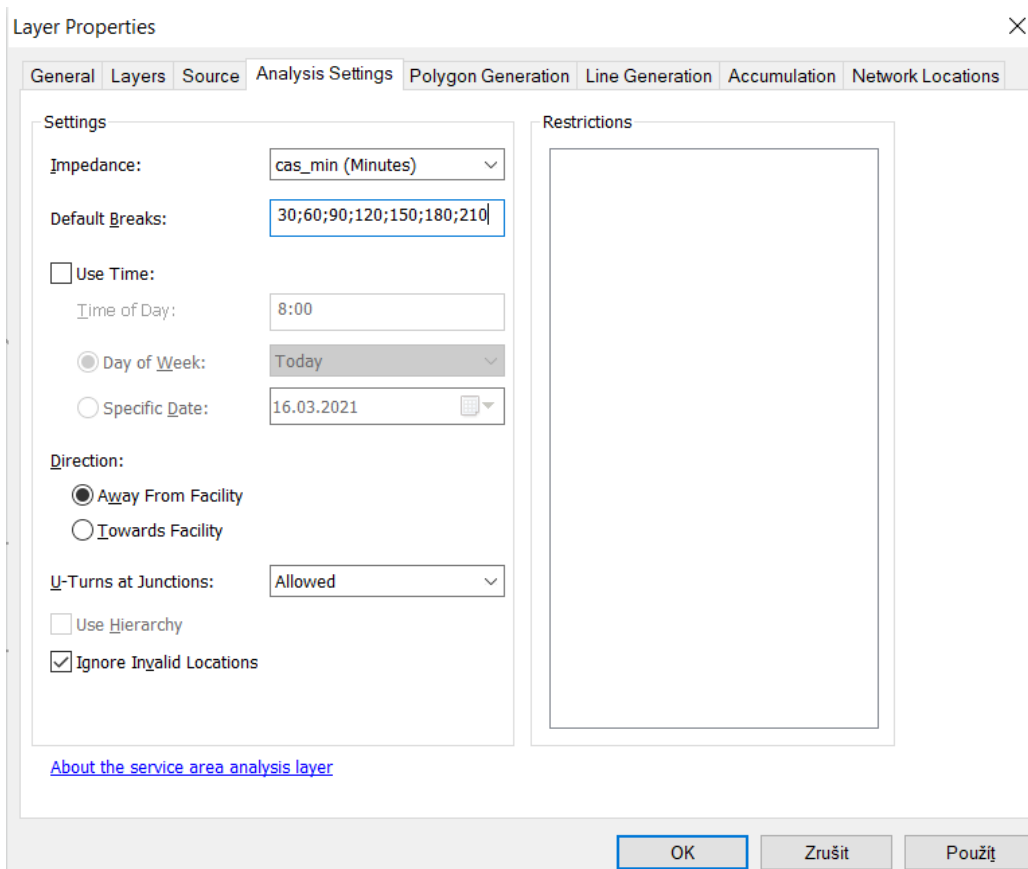 Layer Properties
General Layers Source Analysis Settings Polygon Generation Line Generation Accumulation Network Locations
Settings
Impedance: cas_min (Minutes)
Default Breaks: 30;60;90;120;150;180;210
Use Time:
Time of Day: 8:00
Day of Week: Today
Specific Date: 16.03.2021
Direction:
Away From Facility
Towards Facility
U-Turns at Junctions: Allowed
Use Hierarchy
Ignore Invalid Locations
Restrictions
About the service area analysis layer
OK Zrušit Použít